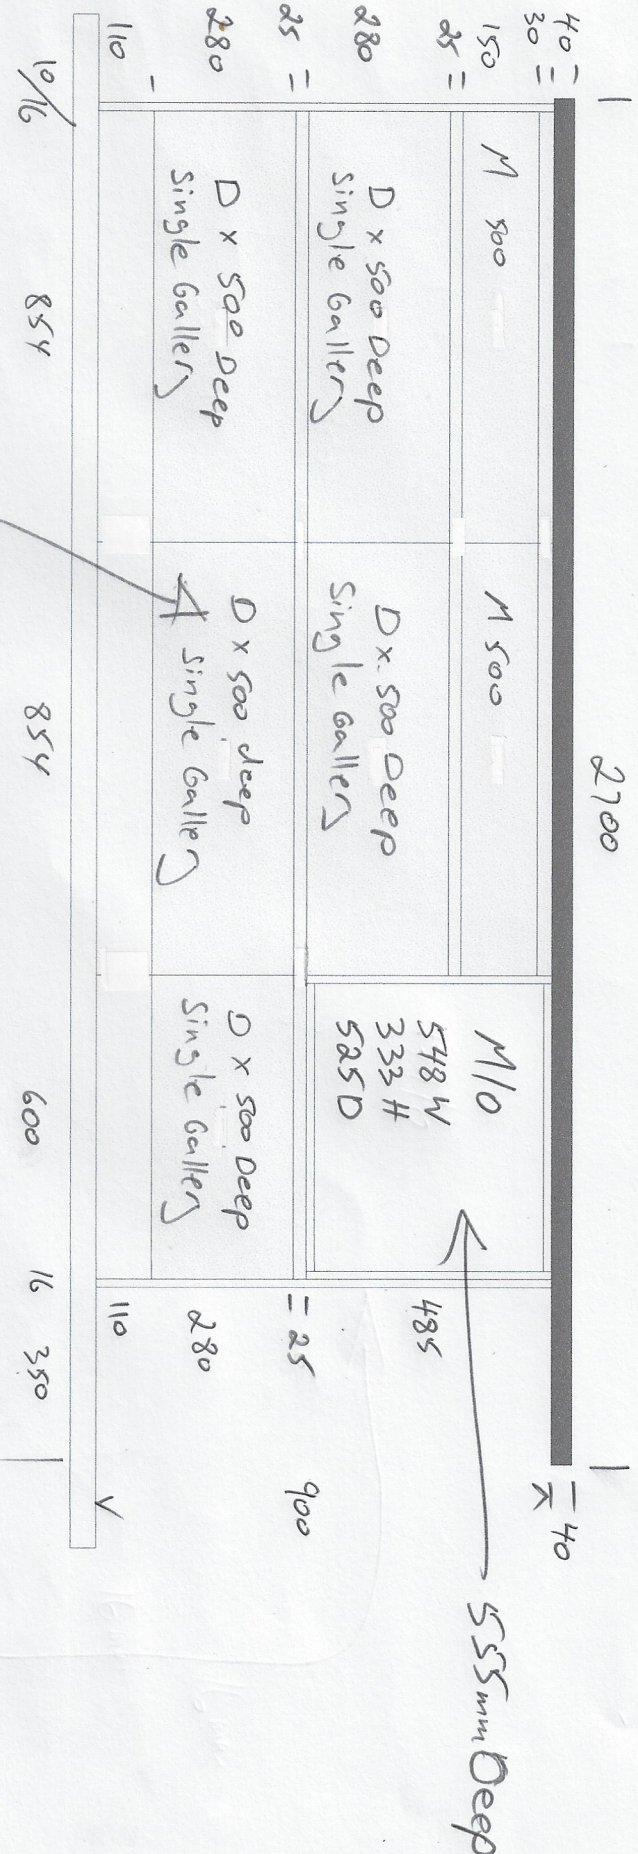 2700
40 =
30 =
150
25 =
280
25 =
280
110 -
M 500
M 500
M/O
548 W
333 H
525 D
D x 500 Deep
Single Gallery
D x 500 Deep
Single Gallery
D x 500 Deep
Single Gallery
D x 500 deep
Single Gallery
D x 500 Deep
Single Gallery
= 40
555mm Deep
485
= 25
280
110
900
10/16 854 854 600 16 350